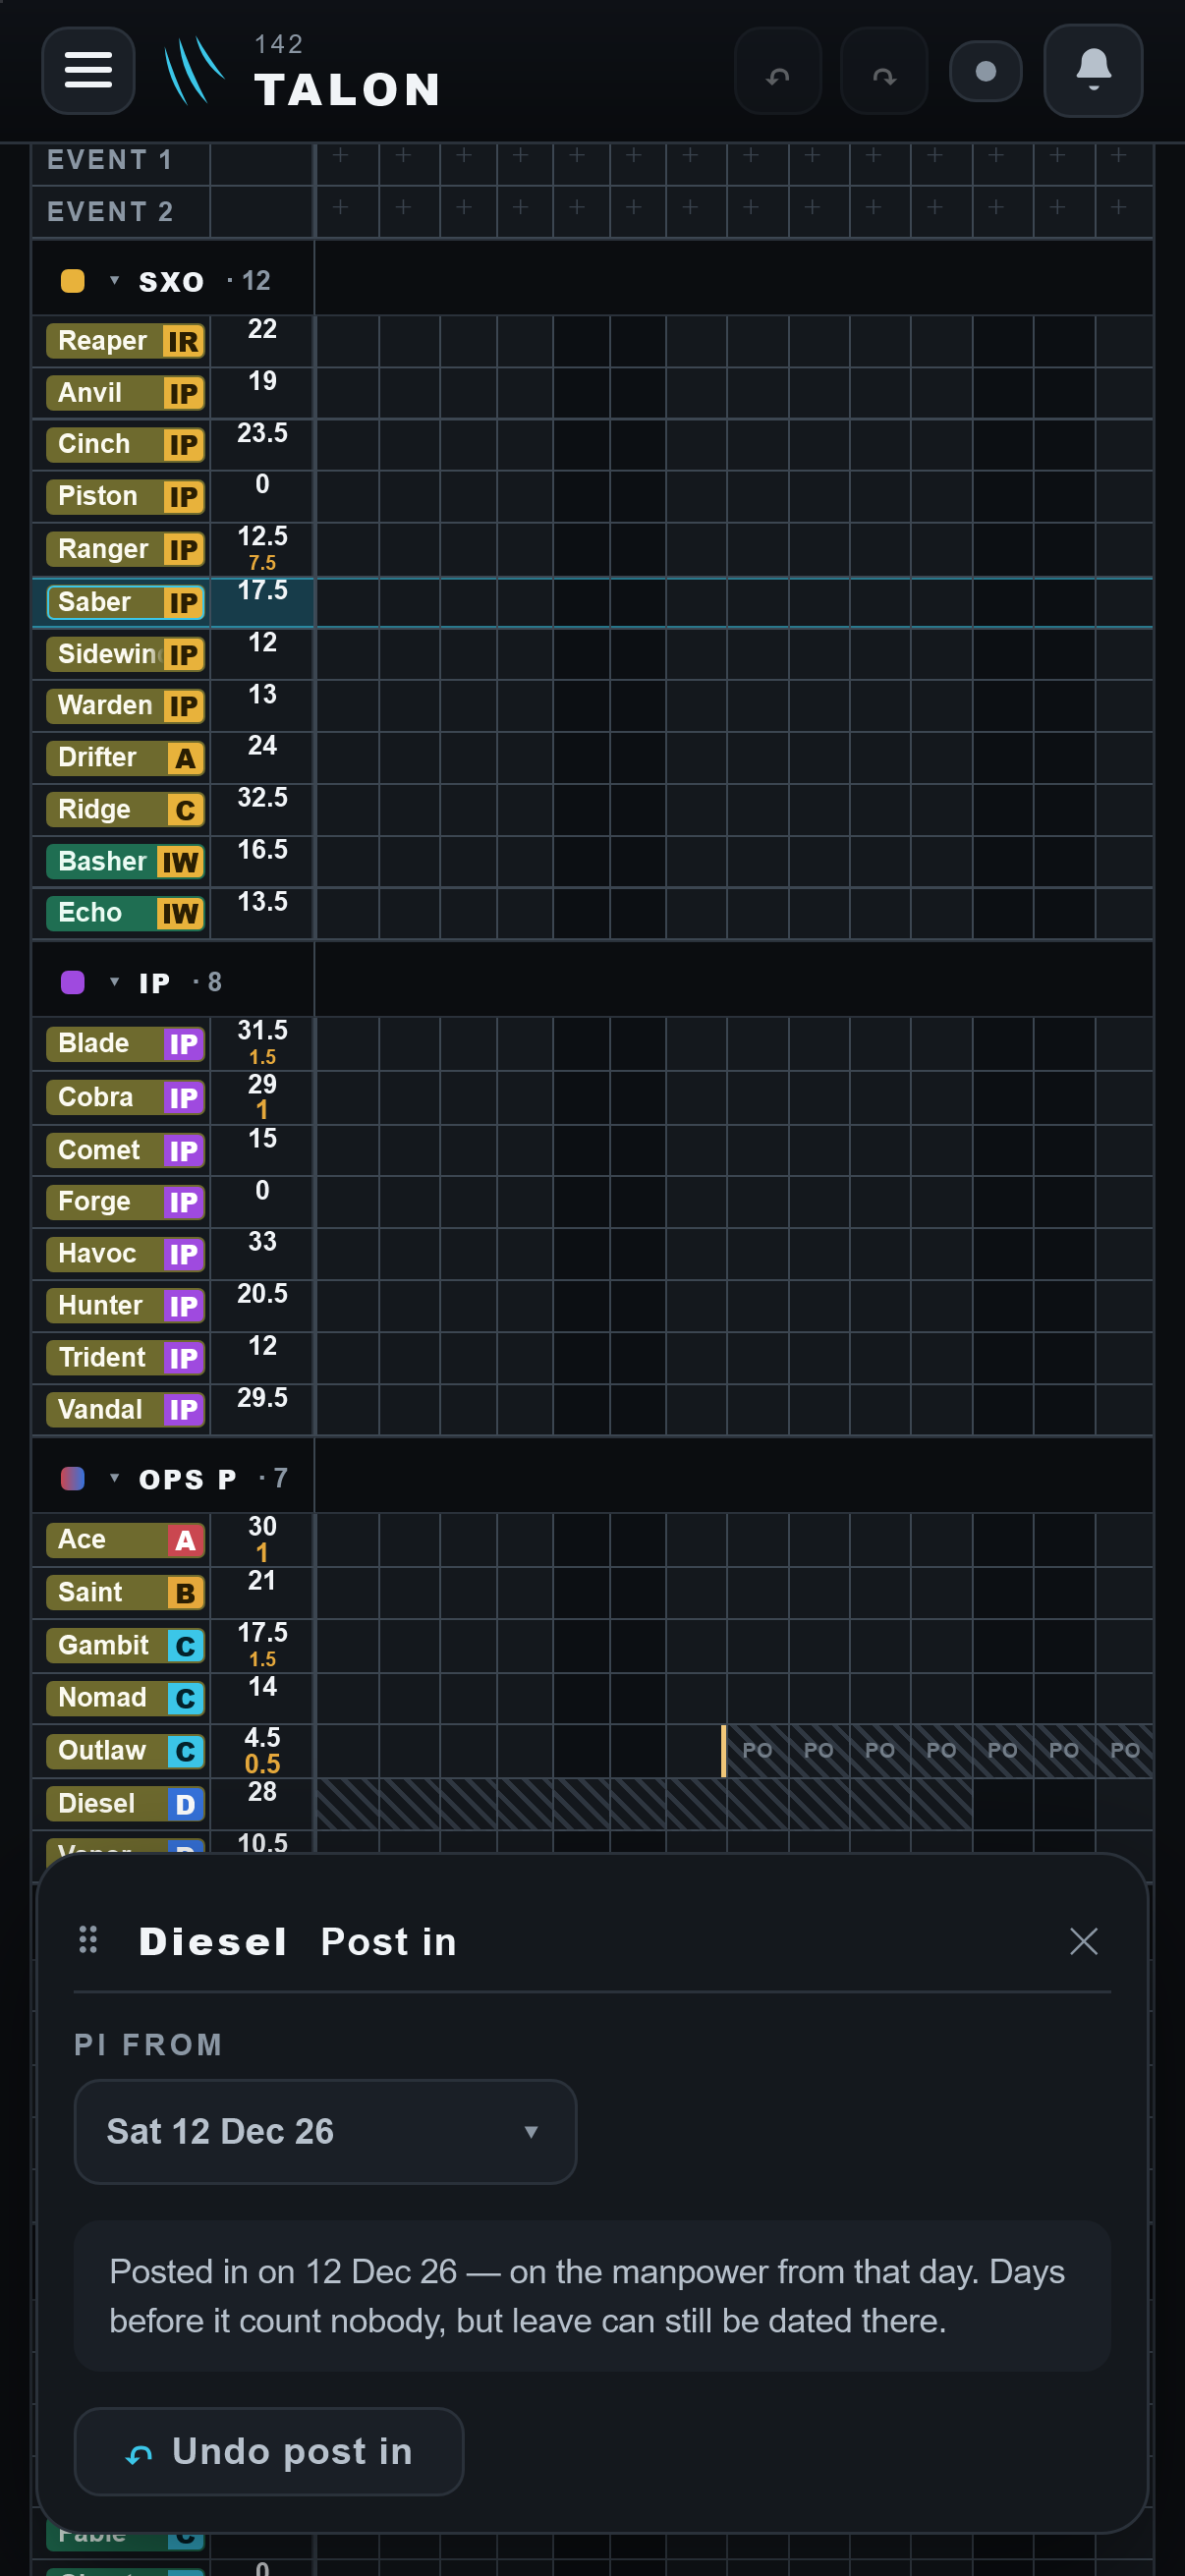 142
TALON
EVENT 1 + + + + + + + + + + + + + +
EVENT 2 + + + + + + + + + + + + + +
SXO · 12
Reaper IR 22
Anvil IP 19
Cinch IP 23.5
Piston IP 0
Ranger IP 12.5
7.5
Saber IP 17.5
IP 12
Warden IP 13
Drifter A 24
Ridge C 32.5
Basher IW 16.5
Echo IW 13.5
IP · 8
Blade IP 31.5
1.5
Cobra IP 29
1
Comet IP 15
Forge IP 0
Havoc IP 33
Hunter IP 20.5
Trident IP 12
Vandal IP 29.5
OPS P · 7
Ace A 30
1
Saint B 21
Gambit C 17.5
1.5
Nomad C 14
Outlaw C 4.5 PO PO PO PO PO PO PO
0.5
Diesel D 28
10.5
Diesel Post in
PI FROM
Sat 12 Dec 26
Posted in on 12 Dec 26 — on the manpower from that day. Days
before it count nobody, but leave can still be dated there.
Undo post in